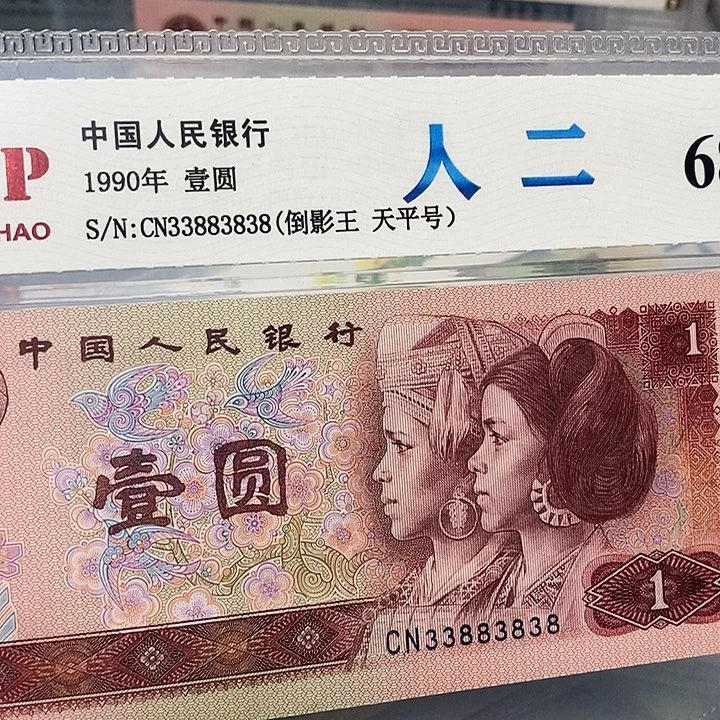 中国人民银行
1990年 壹圆
S/N:CN33883838(倒影王 天平号)
人 二
68
P
HAO
中国人民银行
壹圆
1
1
CN33883838